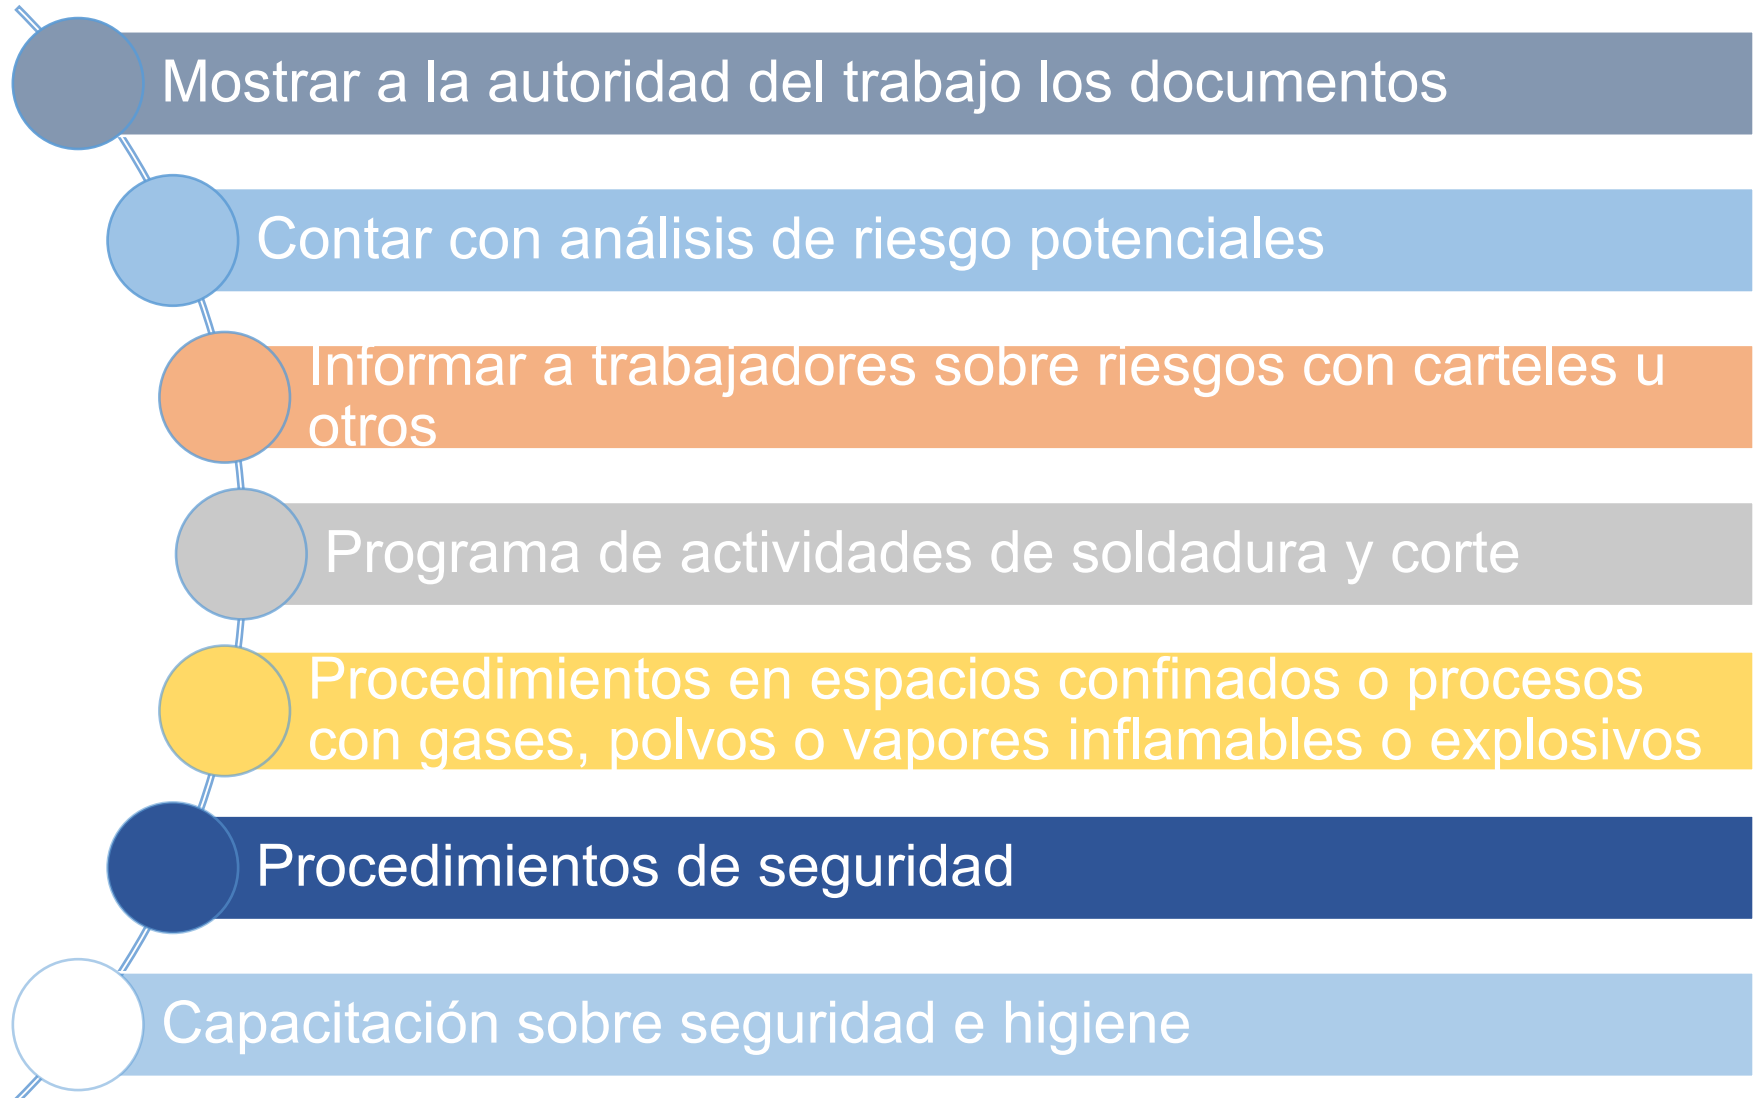 Mostrar a la autoridad del trabajo los documentos
Contar con análisis de riesgo potenciales
Informar a trabajadores sobre riesgos con carteles u
otros
Programa de actividades de soldadura y corte
Procedimientos en espacios confinados o procesos
con gases, polvos o vapores inflamables o explosivos
Procedimientos de seguridad
Capacitación sobre seguridad e higiene